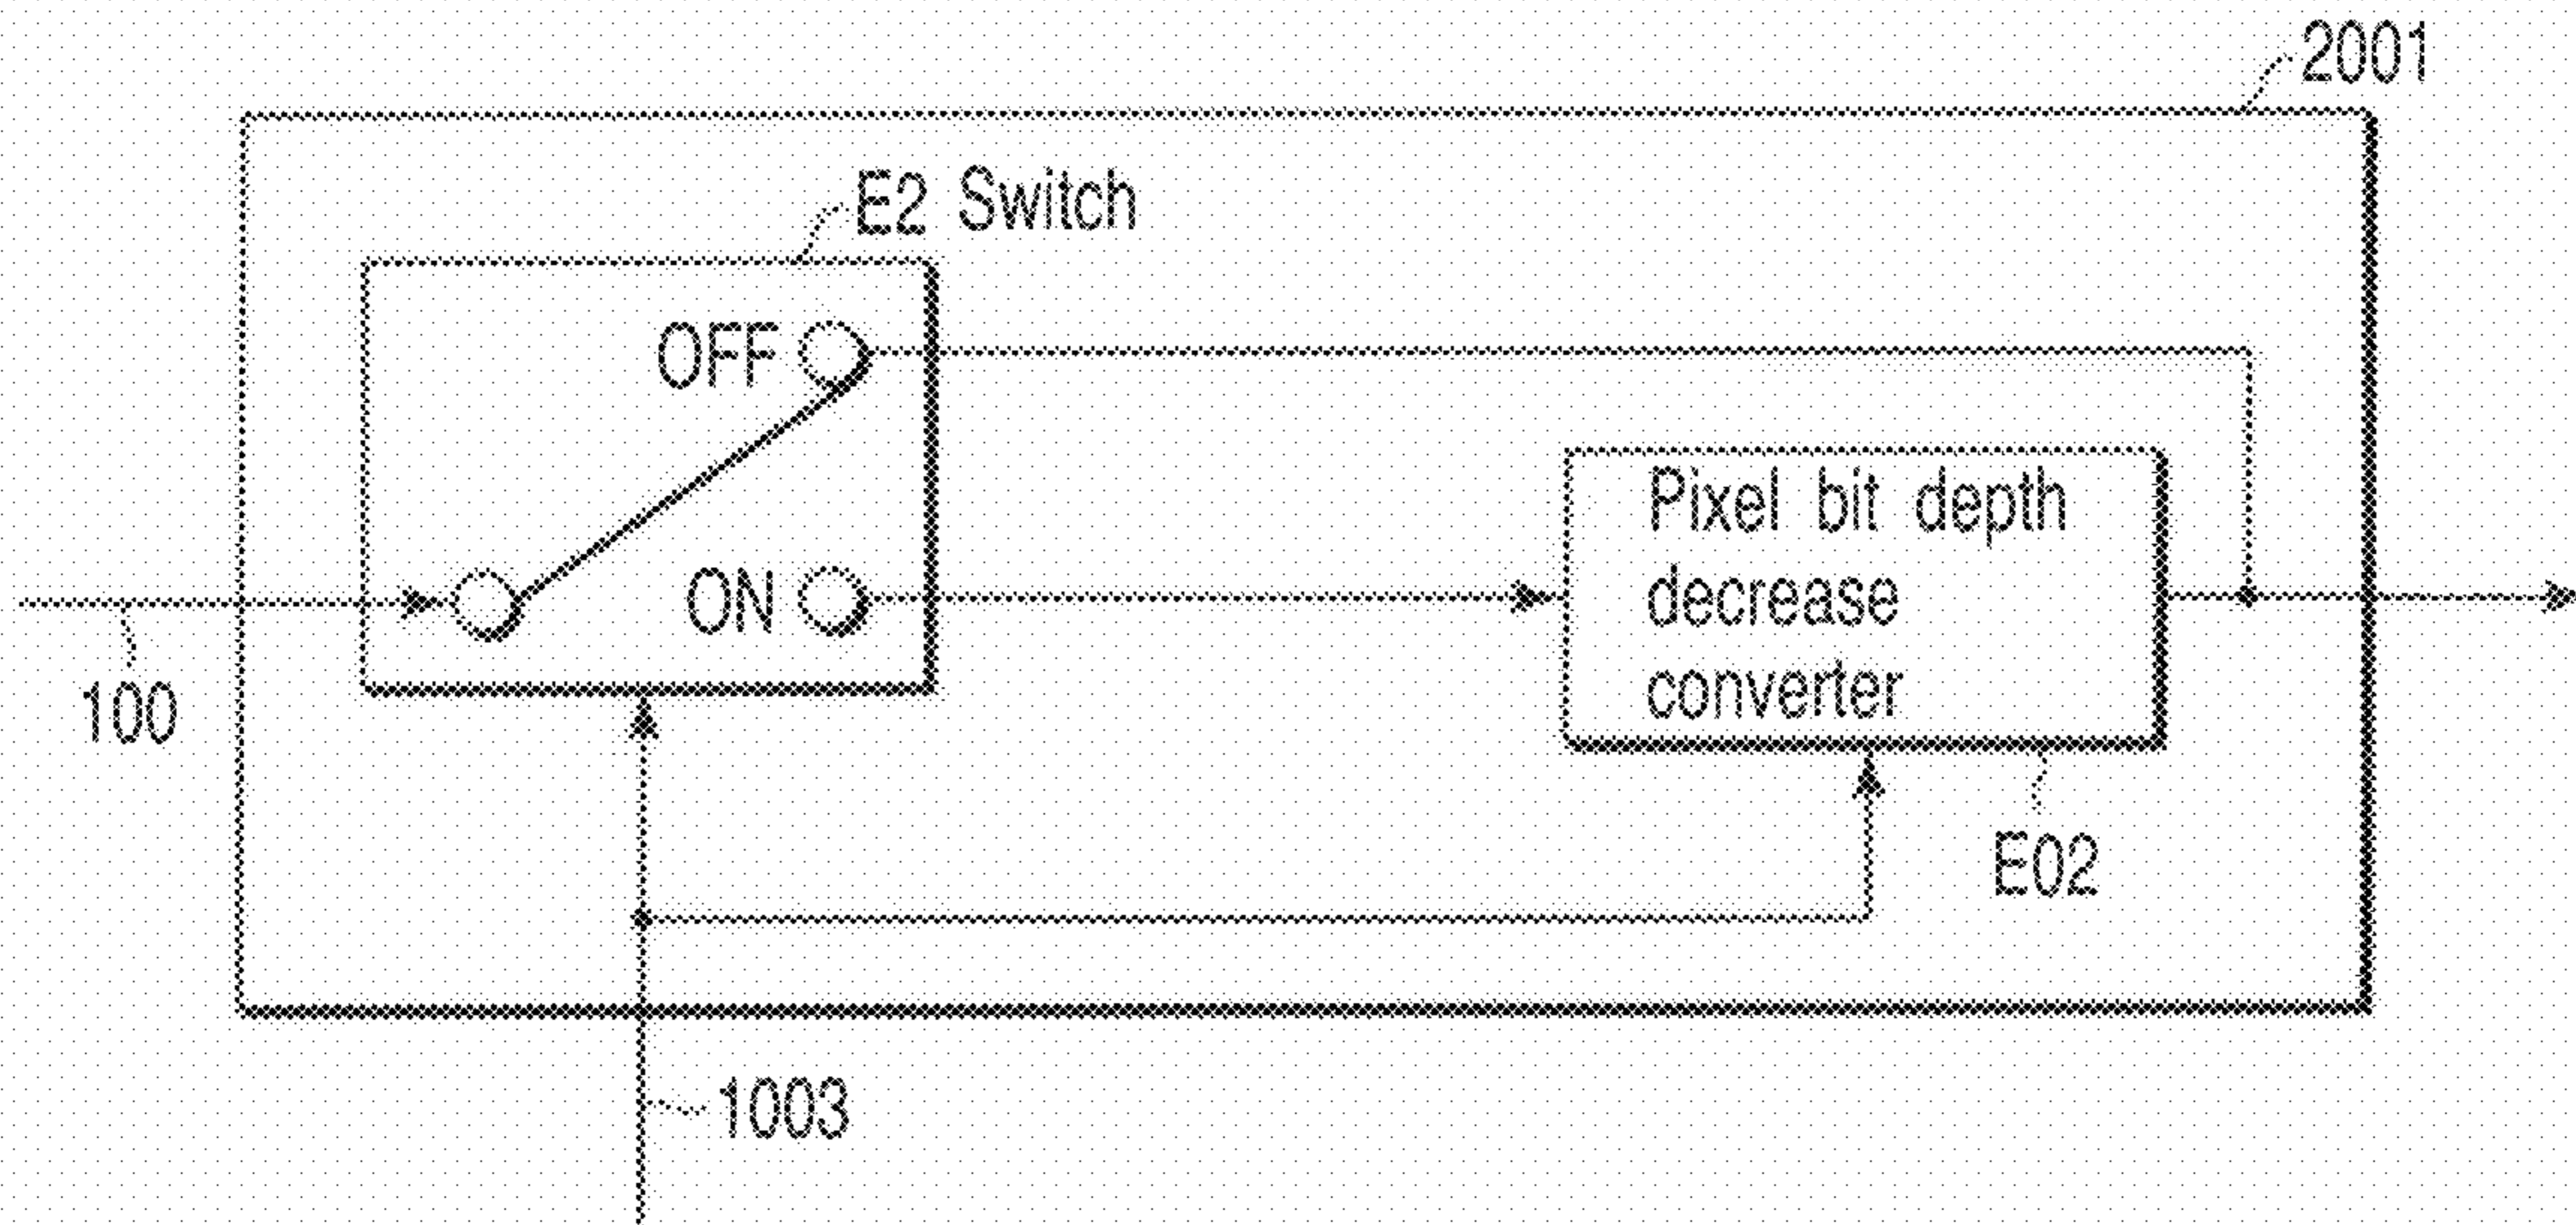 2001
E2 Switch
OFF
ON
Pixel bit depth
decrease
converter
100
E02
1003